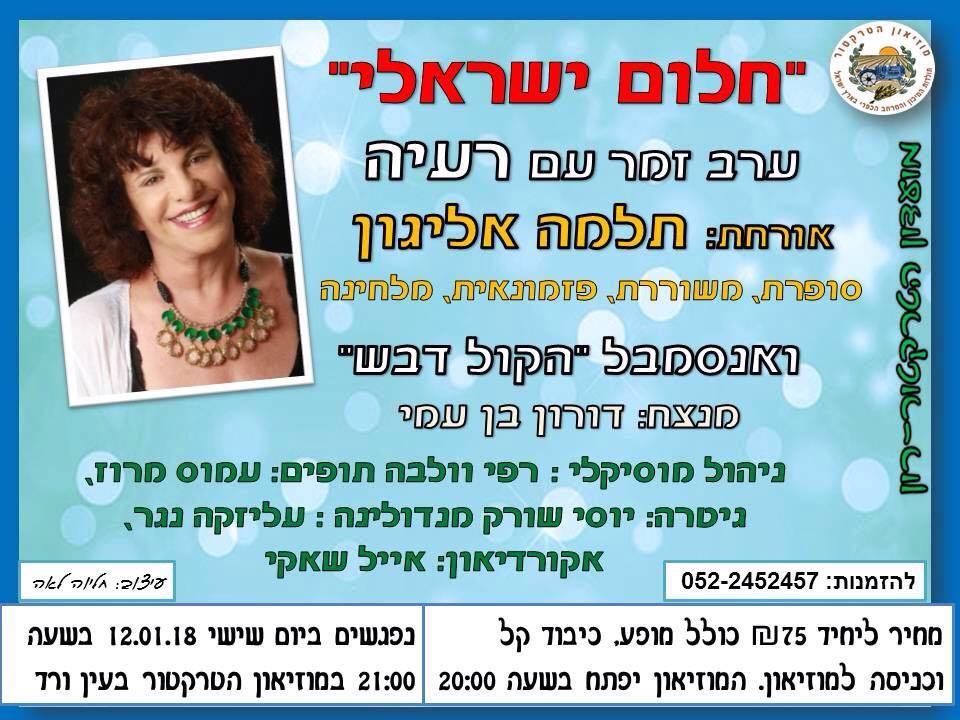 "חלום ישראלי"
ערב זמר עם רעיה
אורחת: תלמה אליגון
סופרת, משוררת, פזמונאית, מלחינה
ואנסמבל "הקול דבש"
מנצח: דורון בן עמי
ניהול מוסיקלי : רפי וולבה תופים: עמוס מרוז,
גיטרה: יוסי שורק מנדולינה : עליזקה נגר,
אקורדיאון: אייל שאקי
להזמנות: 052-2452457
מחיר ליחיד 75₪ כולל מופע, כיבוד קל
וכניסה למוזיאון. המוזיאון יפתח בשעה 20:00
נפגשים ביום שישי 12.01.18 בשעה
21:00 במוזיאון הטרקטור בעין ורד
מוזיאון הטרקטור